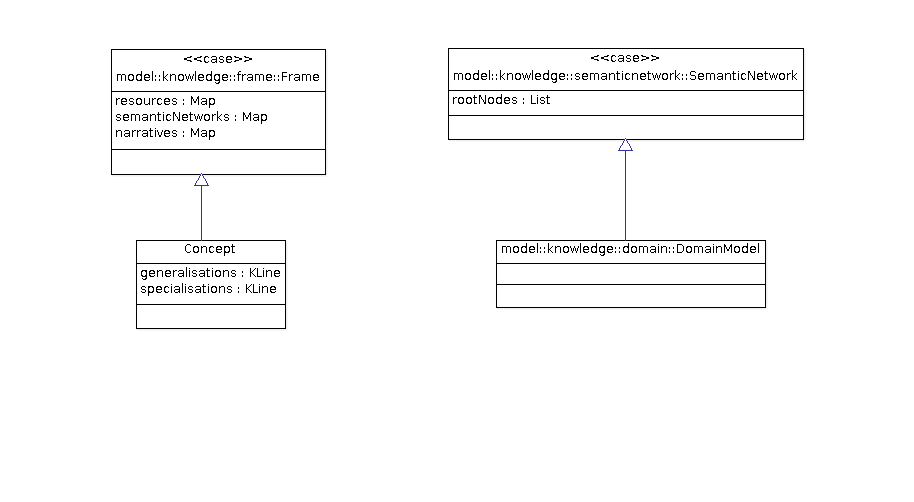 <<case>>
model::knowledge::frame::Frame
resources : Map
semanticNetworks : Map
narratives : Map
Concept
generalisations : KLine
specialisations : KLine
<<case>>
model::knowledge::semanticnetwork::SemanticNetwork
rootNodes : List
model::knowledge::domain::DomainModel